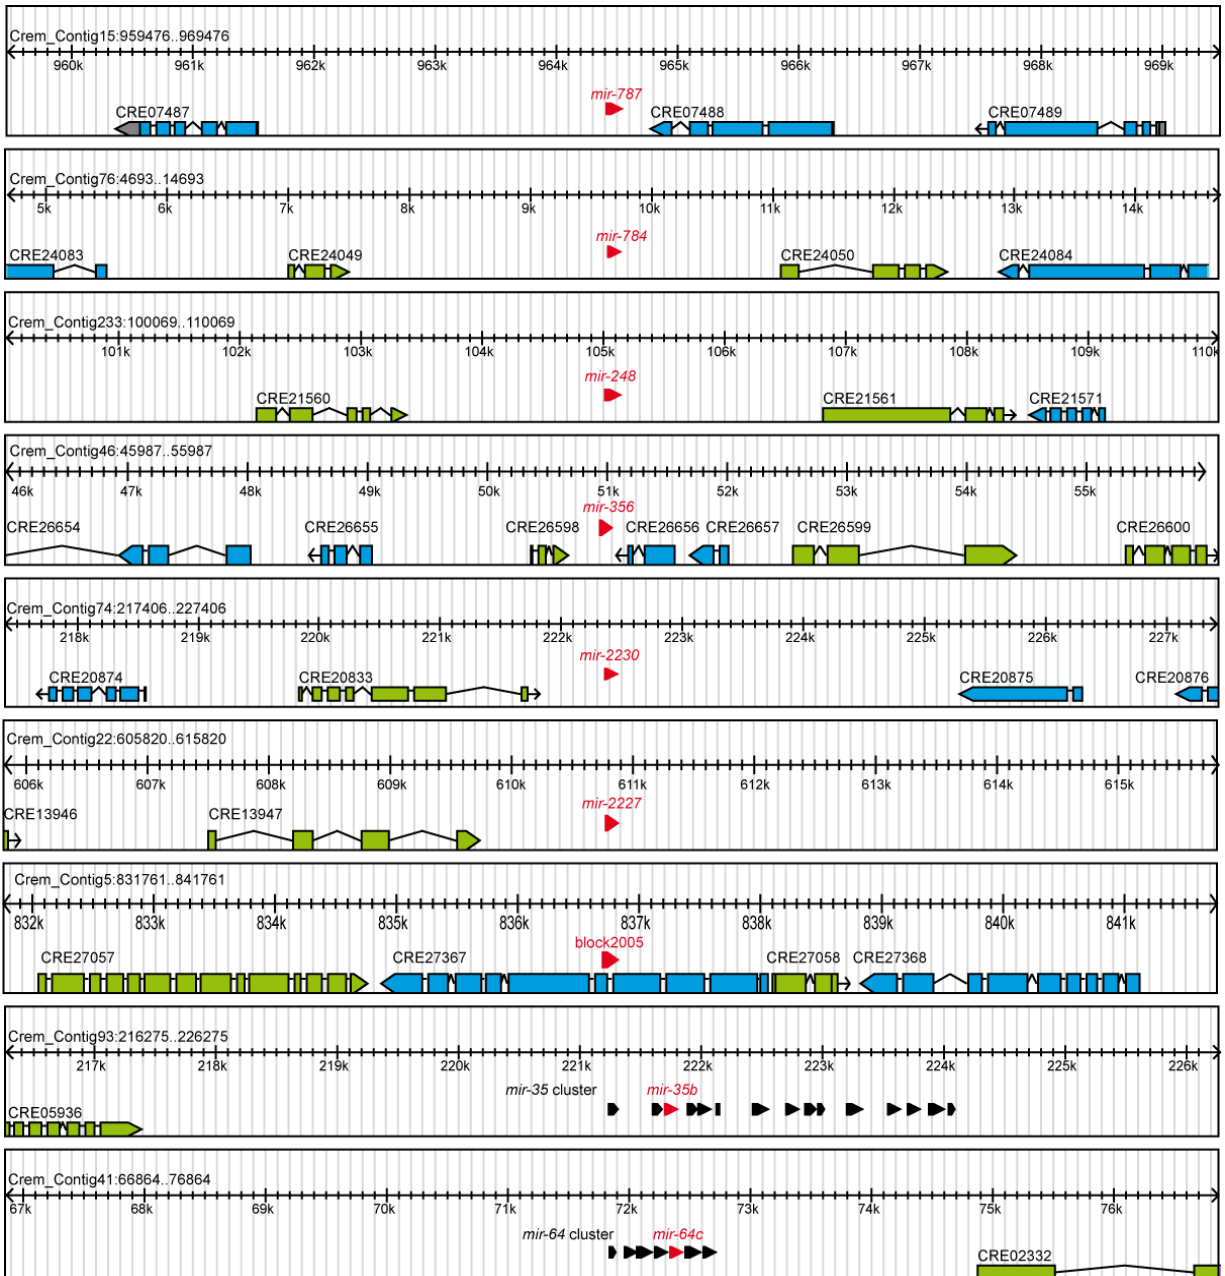 Crem_Contig15:959476..969476
960k 961k 962k 963k 964k 965k 966k 967k 968k 969k
mir-787
CRE07487 CRE07488 CRE07489
Crem_Contig76:4693..14693
5k 6k 7k 8k 9k 10k 11k 12k 13k 14k
mir-784
CRE24083 CRE24049 CRE24050 CRE24084
Crem_Contig233:100069..110069
101k 102k 103k 104k 105k 106k 107k 108k 109k 110k
mir-248
CRE21560 CRE21561 CRE21571
Crem_Contig46:45987..55987
46k 47k 48k 49k 50k 51k 52k 53k 54k 55k
mir-356
CRE26654 CRE26655 CRE26598 CRE26656 CRE26657 CRE26599 CRE26600
Crem_Contig74:217406..227406
218k 219k 220k 221k 222k 223k 224k 225k 226k 227k
mir-2230
CRE20874 CRE20833 CRE20875 CRE20876
Crem_Contig22:605820..615820
606k 607k 608k 609k 610k 611k 612k 613k 614k 615k
mir-2227
CRE13946 CRE13947
Crem_Contig5:831761..841761
832k 833k 834k 835k 836k 837k 838k 839k 840k 841k
block2005
CRE27057 CRE27367 CRE27058 CRE27368
Crem_Contig93:216275..226275
217k 218k 219k 220k 221k 222k 223k 224k 225k 226k
mir-35 cluster mir-35b
CRE05936
Crem_Contig41:66864..76864
67k 68k 69k 70k 71k 72k 73k 74k 75k 76k
mir-64 cluster mir-64c
CRE02332